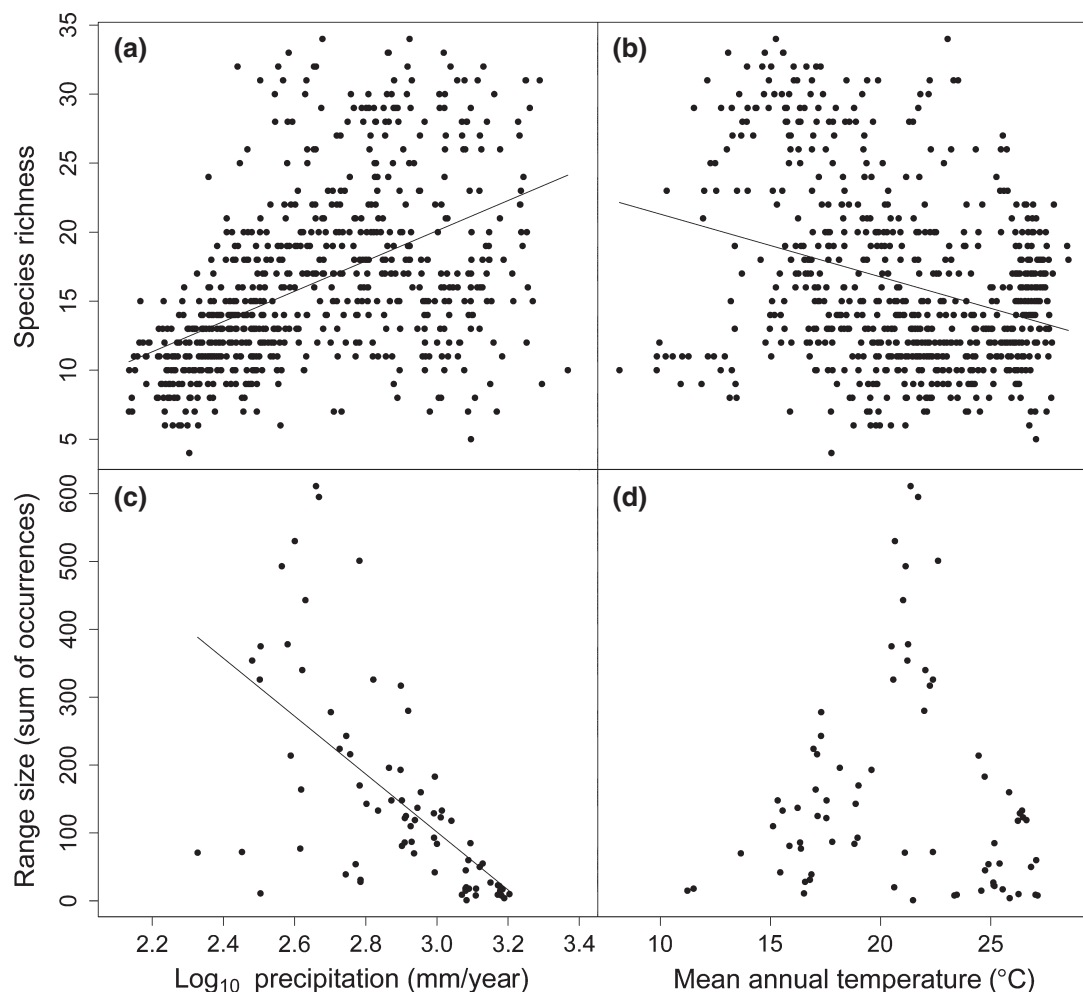 (a)
(b)
Species richness
35
30
25
20
15
10
5
(c)
(d)
Range size (sum of occurrences)
600
500
400
300
200
100
0
2.2 2.4 2.6 2.8 3.0 3.2 3.4
10 15 20 25
Log10 precipitation (mm/year)
Mean annual temperature (°C)